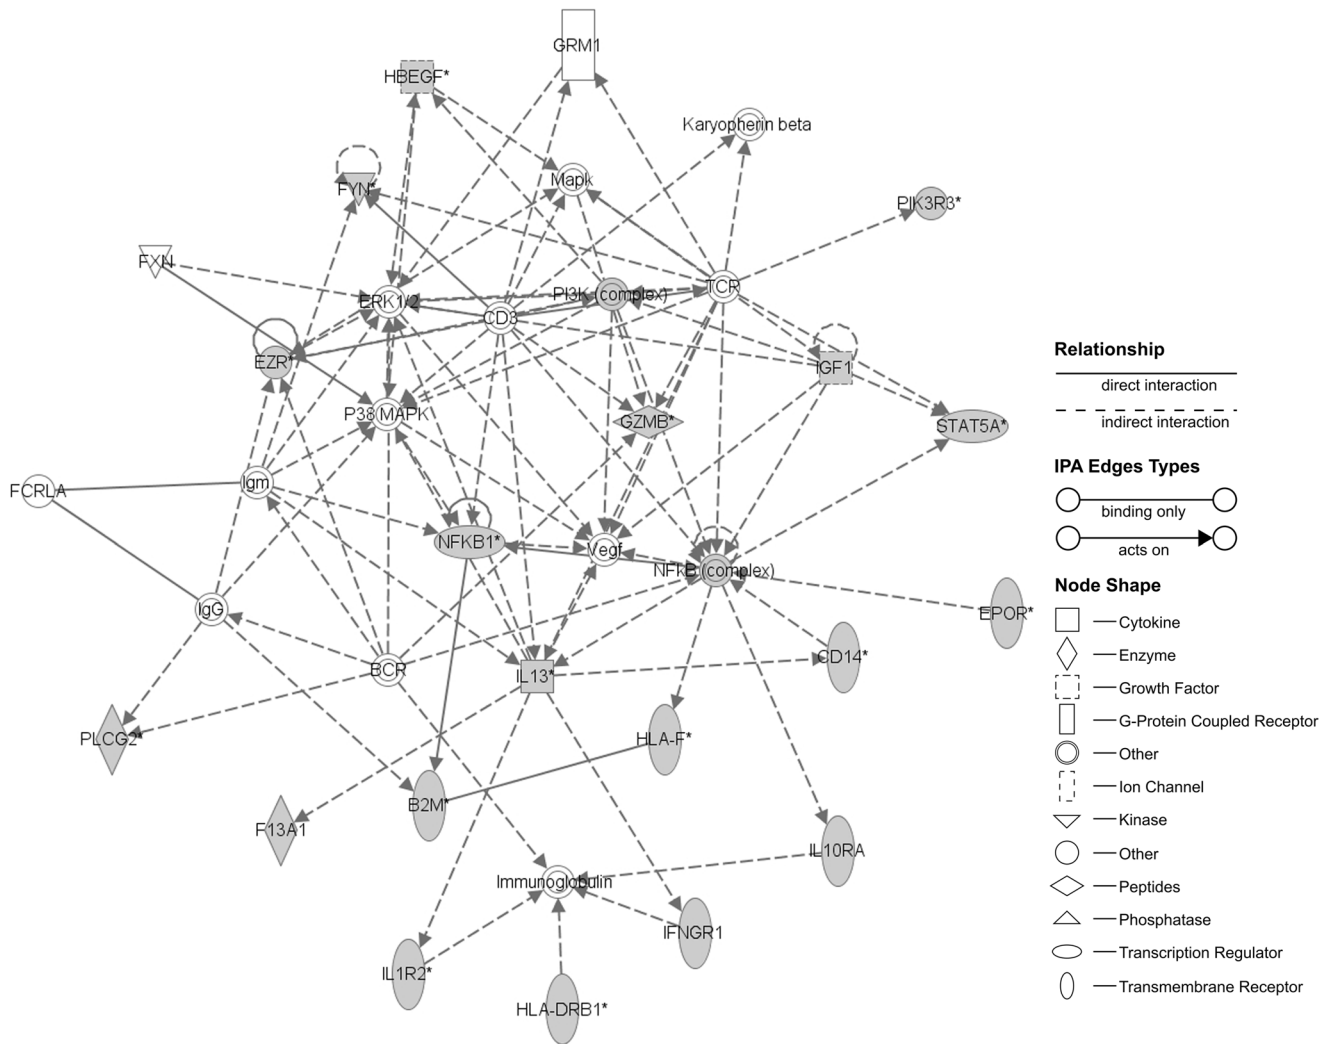 GRM1
HBEGF*
Karyopherin beta
Mapk
FYN*
PIK3R3*
FXN
ERK1/2
PI3K (complex)
TCR
CD3
EZR*
IGF1
P38 MAPK
GZMB*
STAT5A*
Igm
FCRLA
NFKB1*
Vegf
NFkB (complex)
IgG
EPOR*
BCR
IL13*
CD14*
PLCG2*
HLA-F*
B2M*
F13A1
IL10RA
Immunoglobulin
IFNGR1
IL1R2*
HLA-DRB1*
Relationship
direct interaction
indirect interaction
IPA Edges Types
binding only
acts on
Node Shape
Cytokine
Enzyme
Growth Factor
G-Protein Coupled Receptor
Other
Ion Channel
Kinase
Other
Peptides
Phosphatase
Transcription Regulator
Transmembrane Receptor